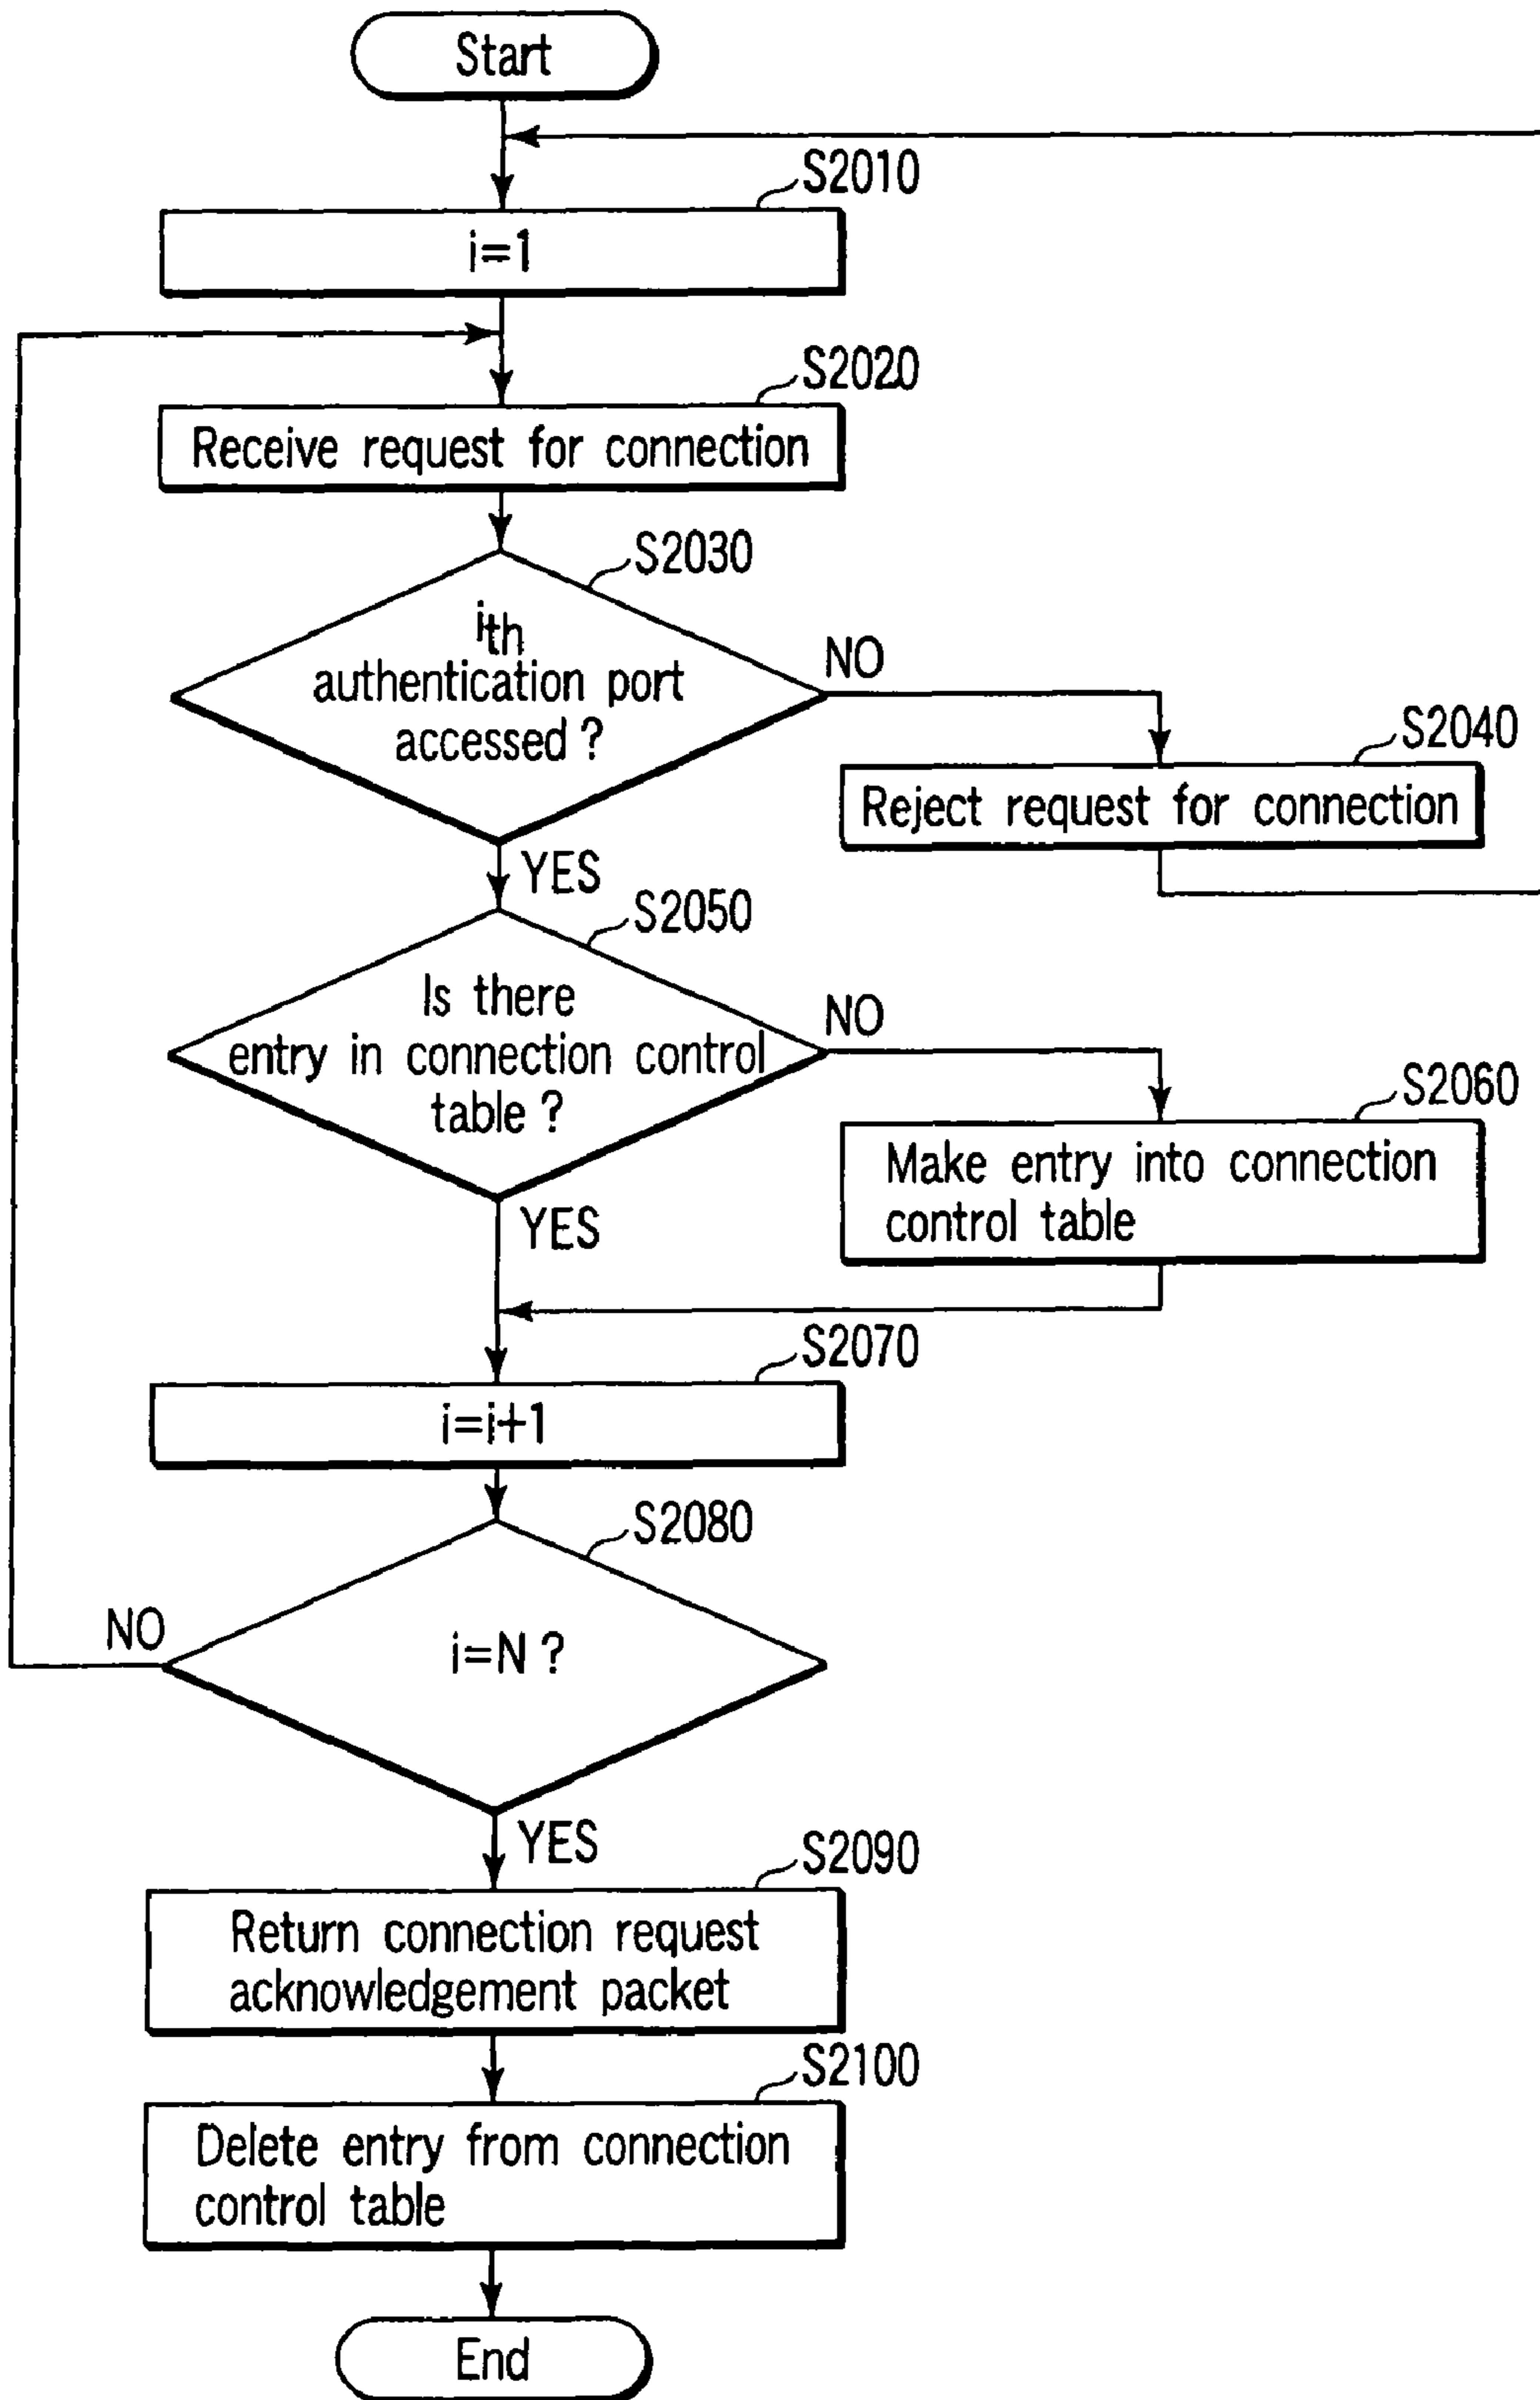 Start
S2010
i=1
S2020
Receive request for connection
S2030
ith
authentication port
accessed ?
NO
S2040
Reject request for connection
YES
S2050
Is there
entry in connection control
table ?
NO
S2060
Make entry into connection
control table
YES
S2070
i=i+1
S2080
NO
i=N ?
YES
S2090
Return connection request
acknowledgement packet
S2100
Delete entry from connection
control table
End